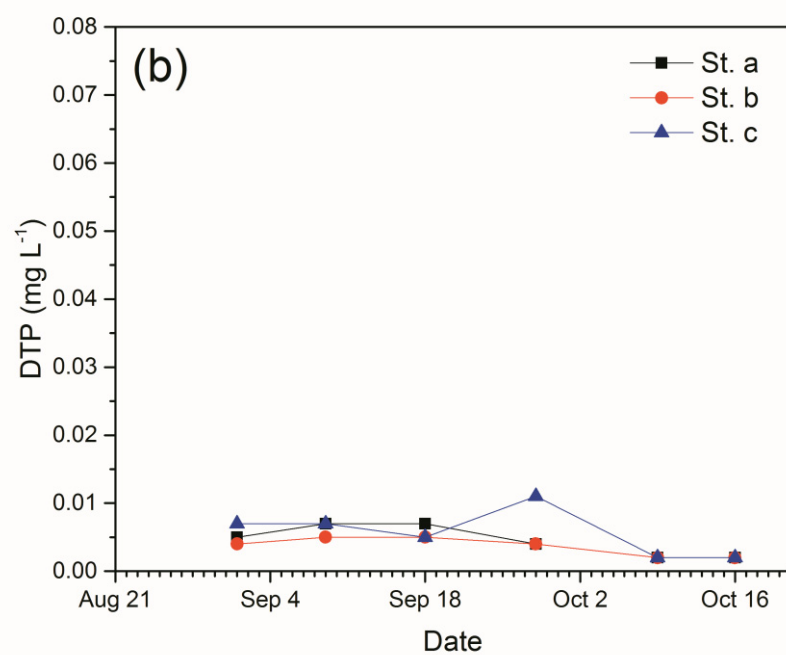 (b)
St. a
St. b
St. c
0.08
0.07
0.06
0.05
0.04
0.03
0.02
0.01
0.00
DTP (mg L⁻¹)
Aug 21 Sep 4 Sep 18 Oct 2 Oct 16
Date